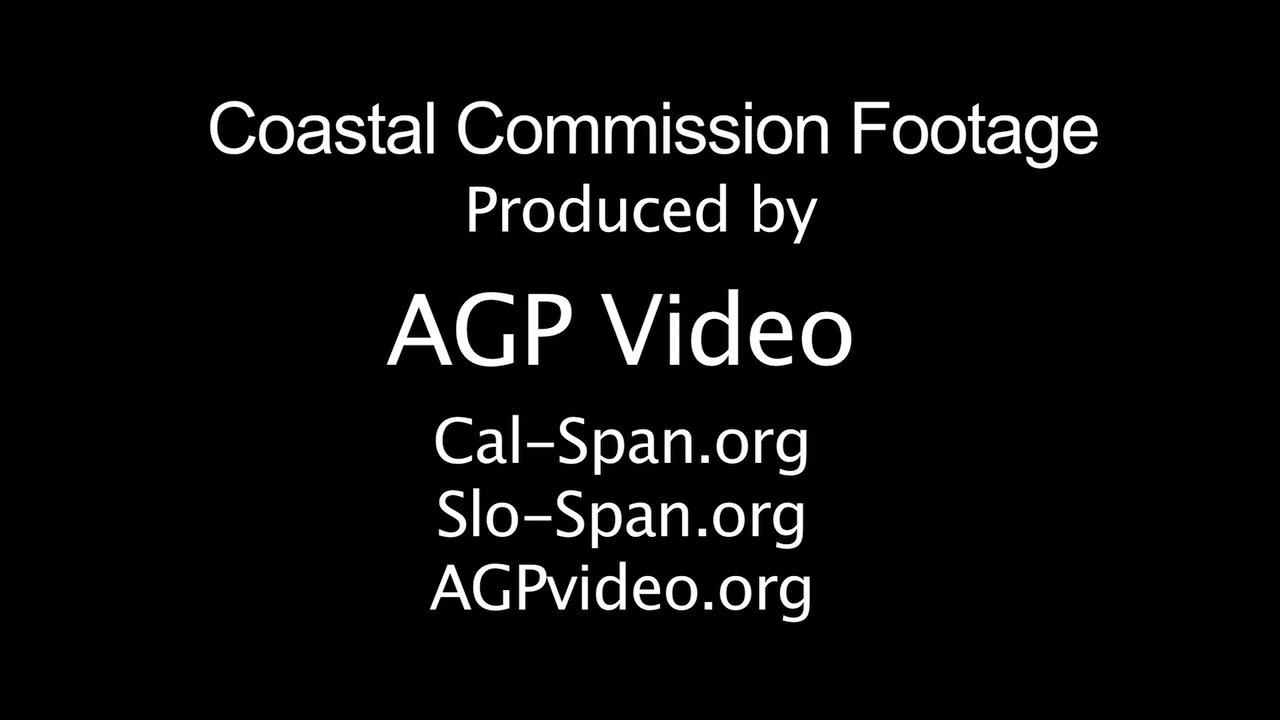 Coastal Commission Footage
Produced by
AGP Video
Cal-Span.org
Slo-Span.org
AGPvideo.org